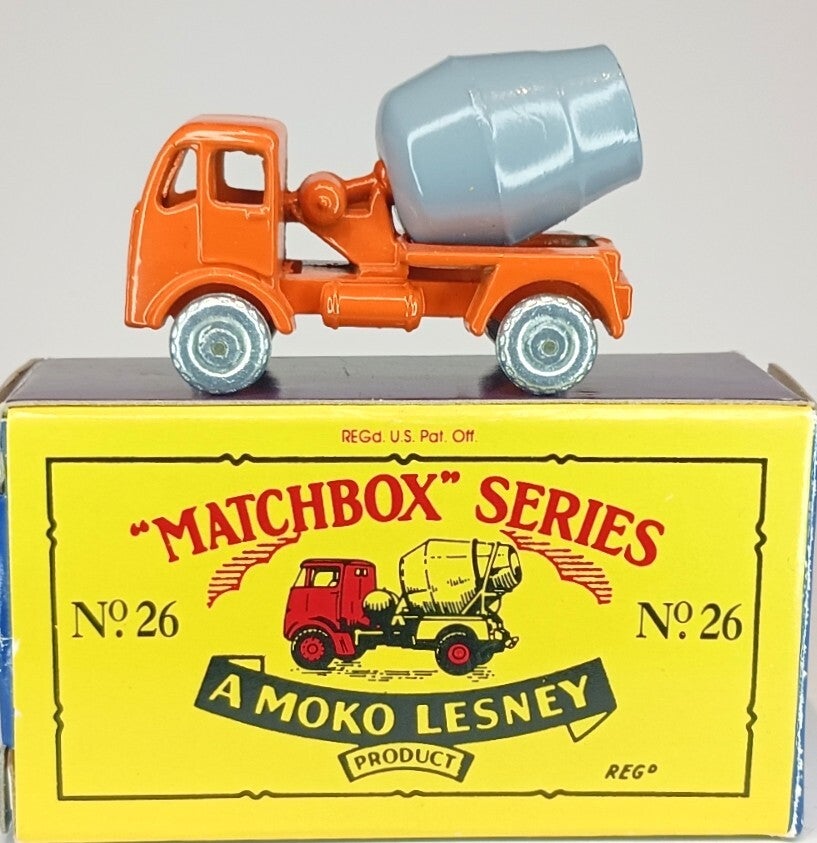 REGd. U.S. Pat. Off.
"MATCHBOX" SERIES
Nº. 26
Nº. 26
A MOKO LESNEY
PRODUCT
REGD